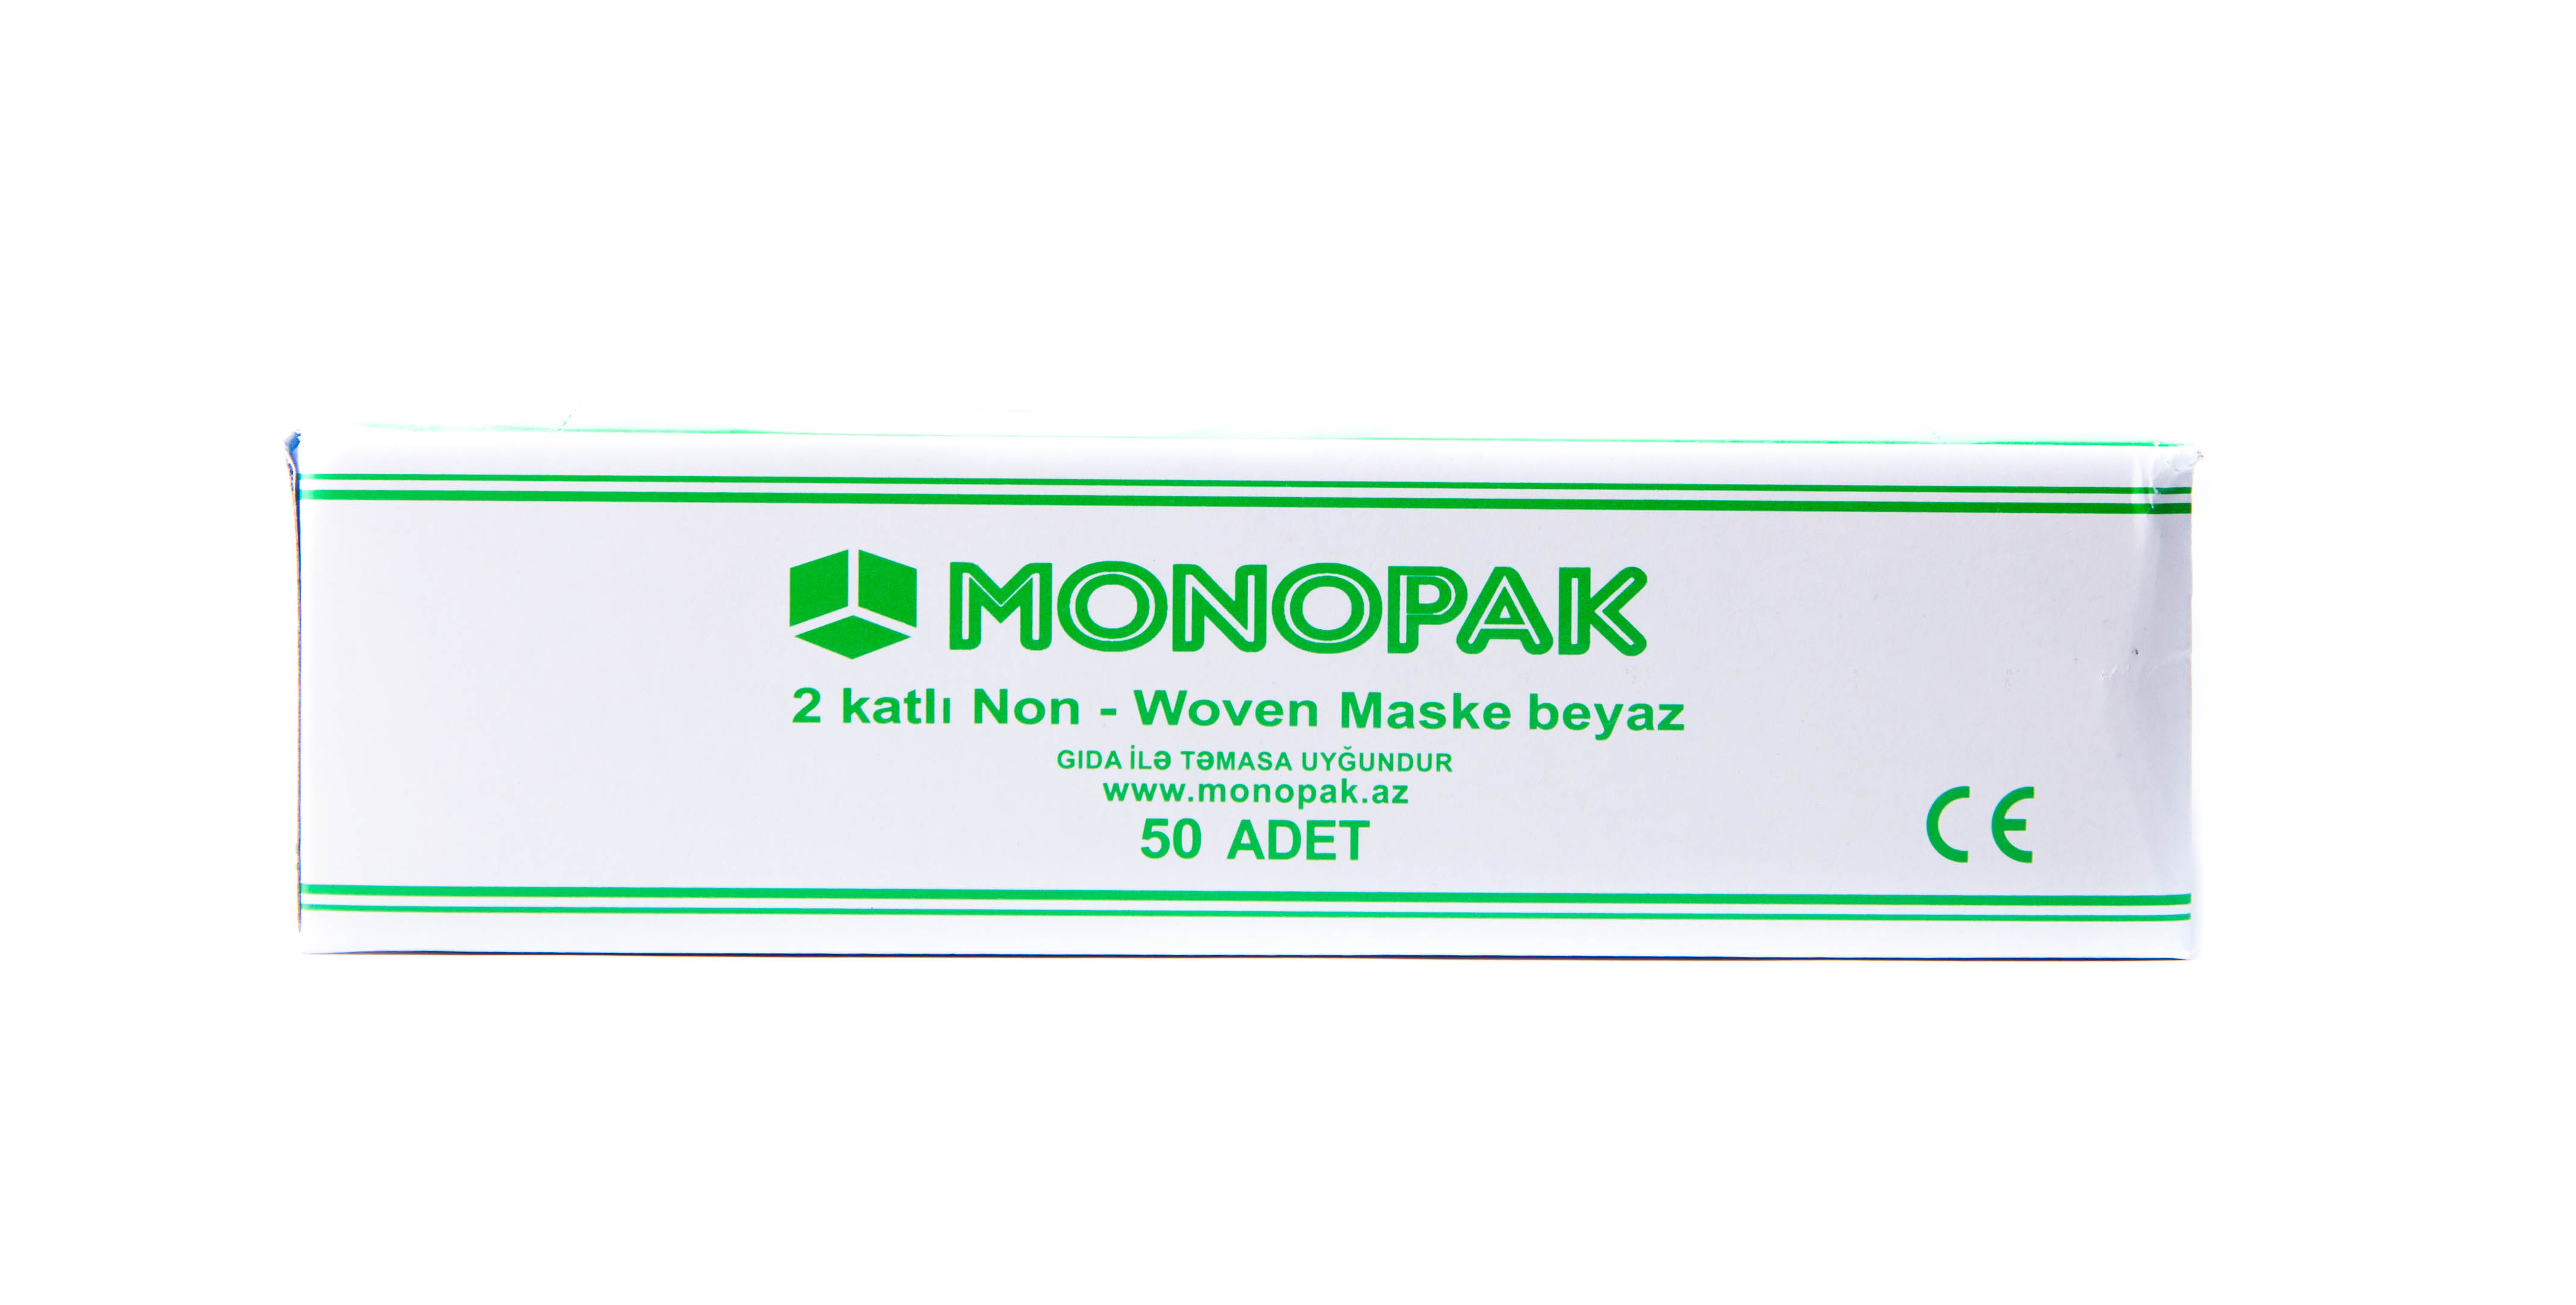 MONOPAK
2 katlı Non - Woven Maske beyaz
GIDA İLƏ TƏMASA UYĞUNDUR
www.monopak.az
50 ADET
CE